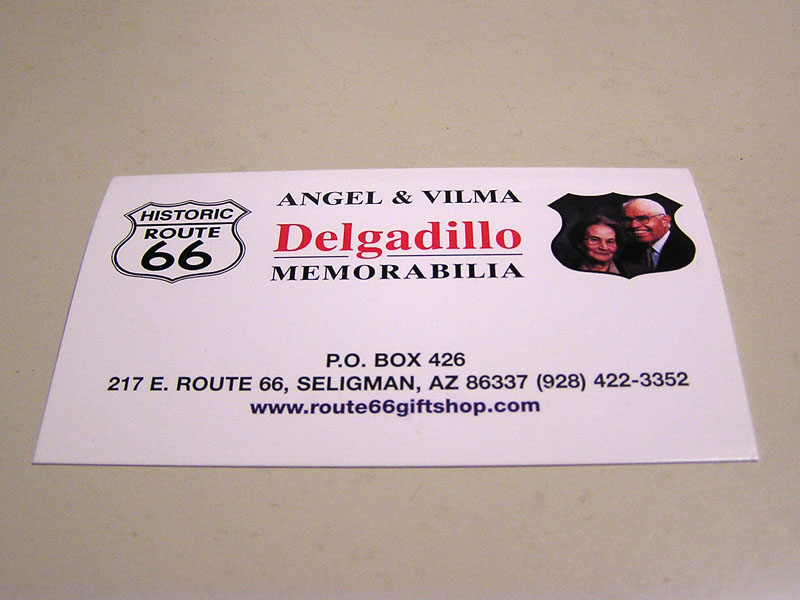 HISTORIC
ROUTE
66
ANGEL & VILMA
Delgadillo
MEMORABILIA
P.O. BOX 426
217 E. ROUTE 66, SELIGMAN, AZ 86337 (928) 422-3352
www.route66giftshop.com